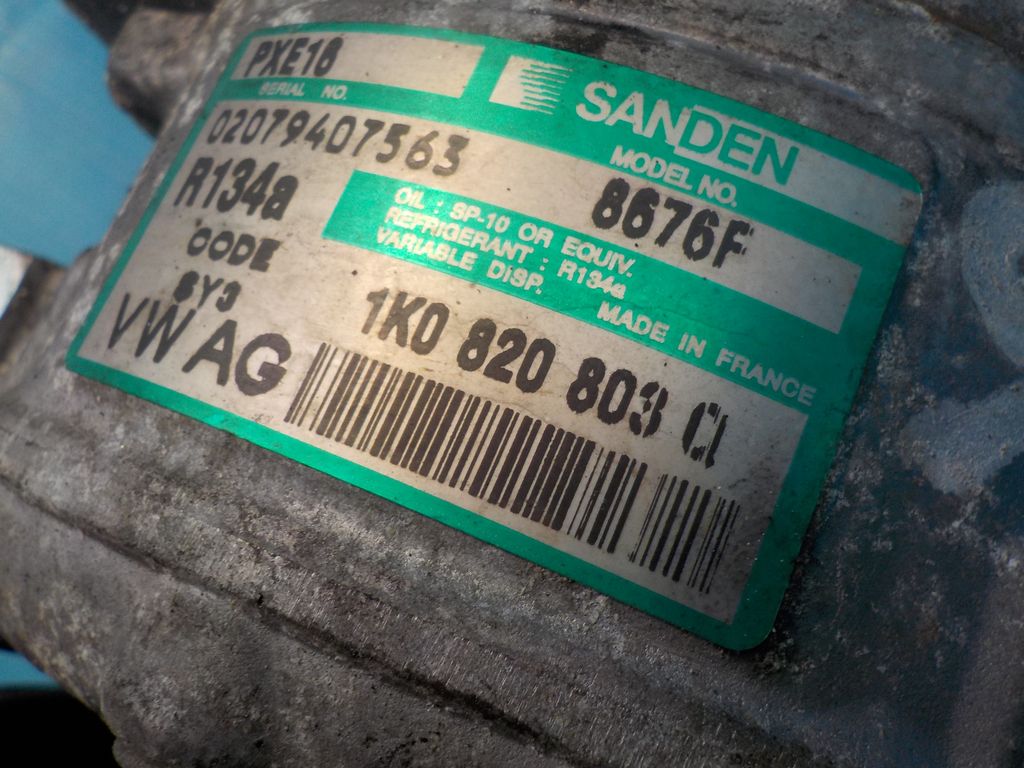 PXE16
SANDEN
SERIAL NO.
MODEL NO.
02079407563
8676F
R134a
OIL : SP-10 OR EQUIV.
REFRIGERANT : R134a
VARIABLE DISP.
MADE IN FRANCE
CODE
VW AG
1K0 820 803